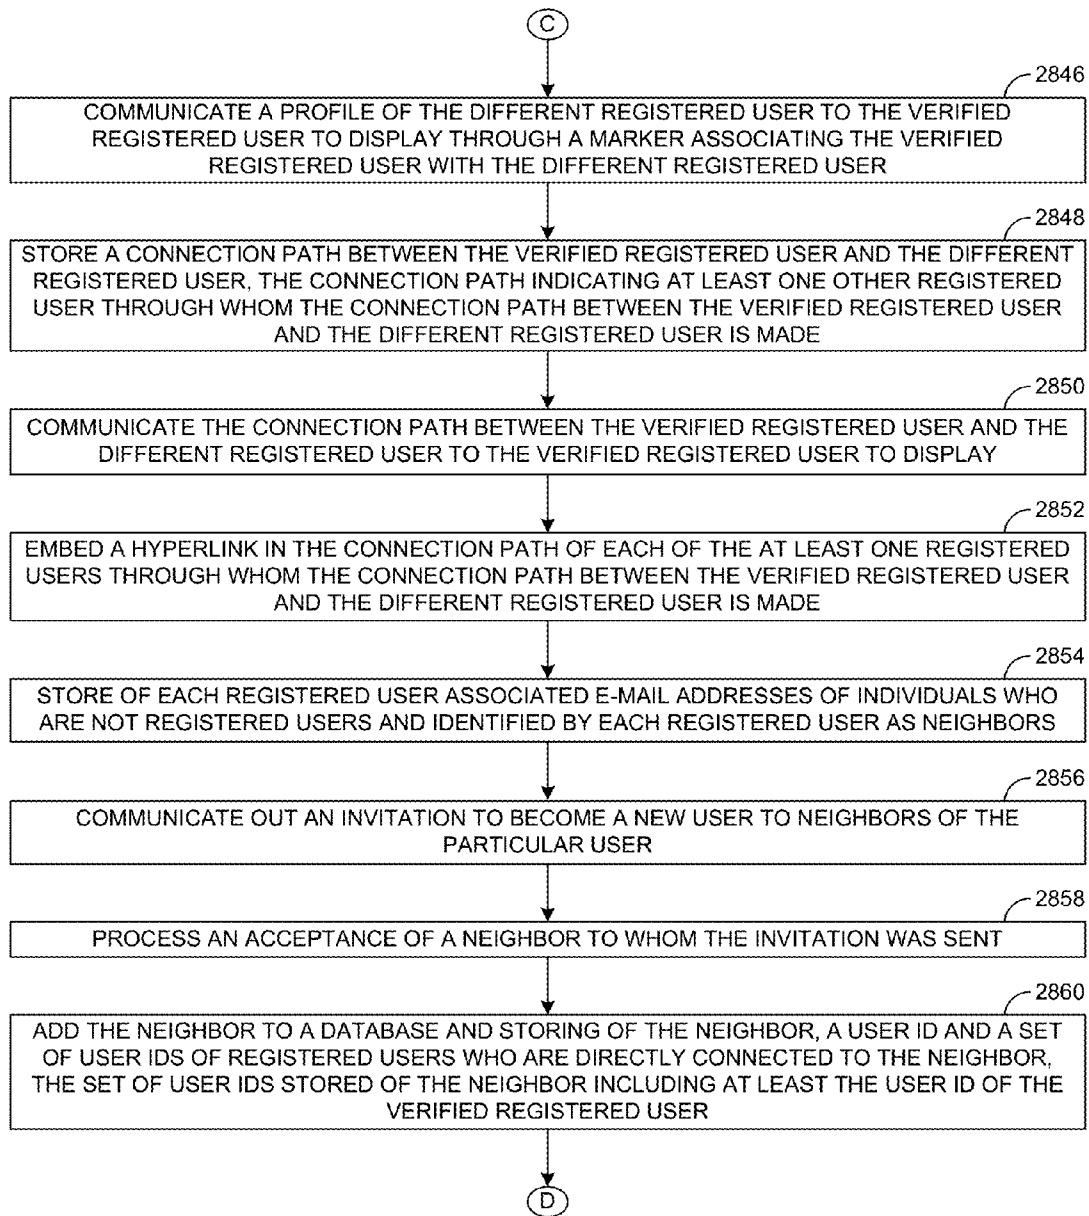 C
2846
COMMUNICATE A PROFILE OF THE DIFFERENT REGISTERED USER TO THE VERIFIED
REGISTERED USER TO DISPLAY THROUGH A MARKER ASSOCIATING THE VERIFIED
REGISTERED USER WITH THE DIFFERENT REGISTERED USER
2848
STORE A CONNECTION PATH BETWEEN THE VERIFIED REGISTERED USER AND THE DIFFERENT
REGISTERED USER, THE CONNECTION PATH INDICATING AT LEAST ONE OTHER REGISTERED
USER THROUGH WHOM THE CONNECTION PATH BETWEEN THE VERIFIED REGISTERED USER
AND THE DIFFERENT REGISTERED USER IS MADE
2850
COMMUNICATE THE CONNECTION PATH BETWEEN THE VERIFIED REGISTERED USER AND THE
DIFFERENT REGISTERED USER TO THE VERIFIED REGISTERED USER TO DISPLAY
2852
EMBED A HYPERLINK IN THE CONNECTION PATH OF EACH OF THE AT LEAST ONE REGISTERED
USERS THROUGH WHOM THE CONNECTION PATH BETWEEN THE VERIFIED REGISTERED USER
AND THE DIFFERENT REGISTERED USER IS MADE
2854
STORE OF EACH REGISTERED USER ASSOCIATED E-MAIL ADDRESSES OF INDIVIDUALS WHO
ARE NOT REGISTERED USERS AND IDENTIFIED BY EACH REGISTERED USER AS NEIGHBORS
2856
COMMUNICATE OUT AN INVITATION TO BECOME A NEW USER TO NEIGHBORS OF THE
PARTICULAR USER
2858
PROCESS AN ACCEPTANCE OF A NEIGHBOR TO WHOM THE INVITATION WAS SENT
2860
ADD THE NEIGHBOR TO A DATABASE AND STORING OF THE NEIGHBOR, A USER ID AND A SET
OF USER IDS OF REGISTERED USERS WHO ARE DIRECTLY CONNECTED TO THE NEIGHBOR,
THE SET OF USER IDS STORED OF THE NEIGHBOR INCLUDING AT LEAST THE USER ID OF THE
VERIFIED REGISTERED USER
D